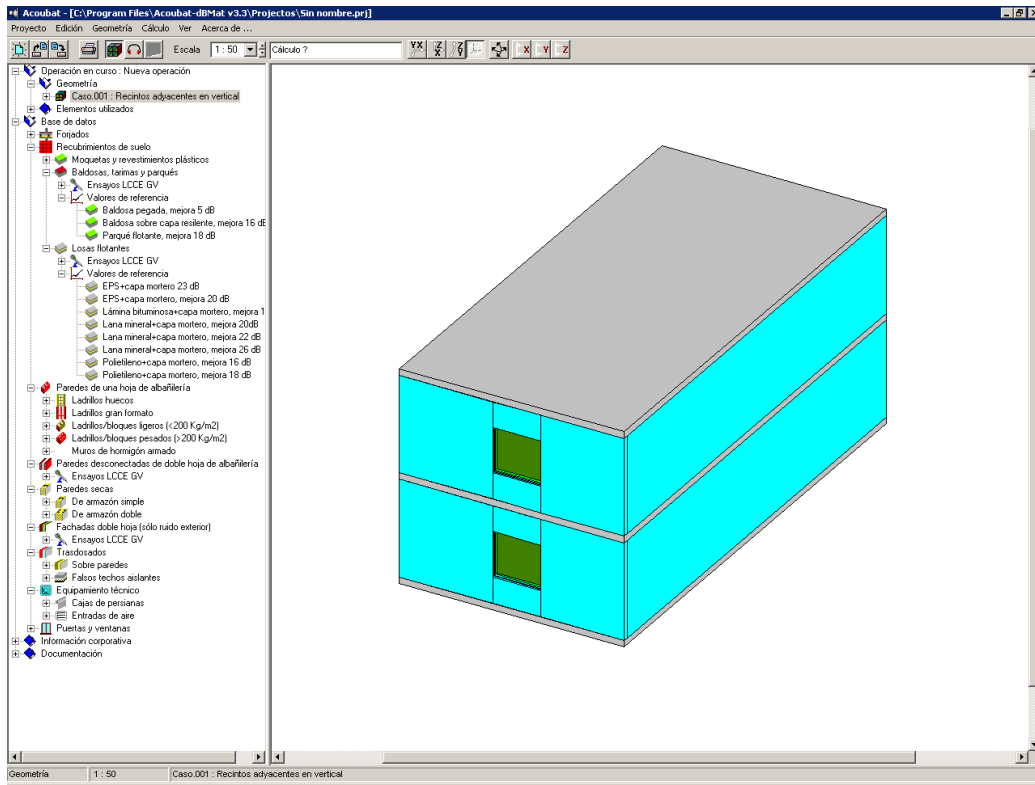 Acoubat - [C:\Program Files\Acoubat-dBMat v3.3\Projectos\Sin nombre.prj]
Proyecto Edición Geometría Cálculo Ver Acerca de ...
Escala 1 : 50 Cálculo ? YX X Y Z
Operación en curso : Nueva operación
Geometría
Caso.001 : Recintos adyacentes en vertical
Elementos utilizados
Base de datos
Forjados
Recubrimientos de suelo
Moquetas y revestimientos plásticos
Baldosas, tarimas y parqués
Ensayos LCCE GV
Valores de referencia
Baldosa pegada, mejora 5 dB
Baldosa sobre capa resilente, mejora 16 dB
Parqué flotante, mejora 18 dB
Losas flotantes
Ensayos LCCE GV
Valores de referencia
EPS+capa mortero 23 dB
EPS+capa mortero, mejora 20 dB
Lámina bituminosa+capa mortero, mejora 1
Lana mineral+capa mortero, mejora 20dB
Lana mineral+capa mortero, mejora 22 dB
Lana mineral+capa mortero, mejora 26 dB
Polietileno+capa mortero, mejora 16 dB
Polietileno+capa mortero, mejora 18 dB
Paredes de una hoja de albañilería
Ladrillos huecos
Ladrillos gran formato
Ladrillos/bloques ligeros (<200 Kg/m2)
Ladrillos/bloques pesados (>200 Kg/m2)
Muros de hormigón armado
Paredes desconectadas de doble hoja de albañilería
Ensayos LCCE GV
Paredes secas
De armazón simple
De armazón doble
Fachadas doble hoja (sólo ruido exterior)
Ensayos LCCE GV
Trasdosados
Sobre paredes
Falsos techos aislantes
Equipamiento técnico
Cajas de persianas
Entradas de aire
Puertas y ventanas
Información corporativa
Documentación
Geometría 1 : 50 Caso.001 : Recintos adyacentes en vertical